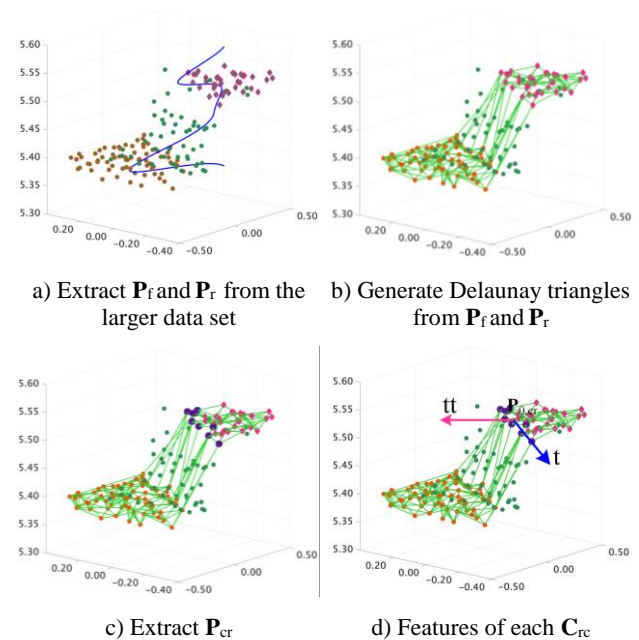 5.60
5.55
5.50
5.45
5.40
5.35
5.30
0.20 0.00 -0.20 -0.40
-0.50 0.00 0.50
a) Extract Pf and Pr from the
larger data set
5.60
5.55
5.50
5.45
5.40
5.35
5.30
0.20 0.00 -0.20 -0.40
-0.50 0.00 0.50
b) Generate Delaunay triangles
from Pf and Pr
5.60
5.55
5.50
5.45
5.40
5.35
5.30
0.20 0.00 -0.20 -0.40
-0.50 0.00 0.50
c) Extract Pcr
5.60
5.55
5.50
5.45
5.40
5.35
5.30
0.20 0.00 -0.20 -0.40
-0.50 0.00 0.50
P0,cr
tt
t
d) Features of each Crc